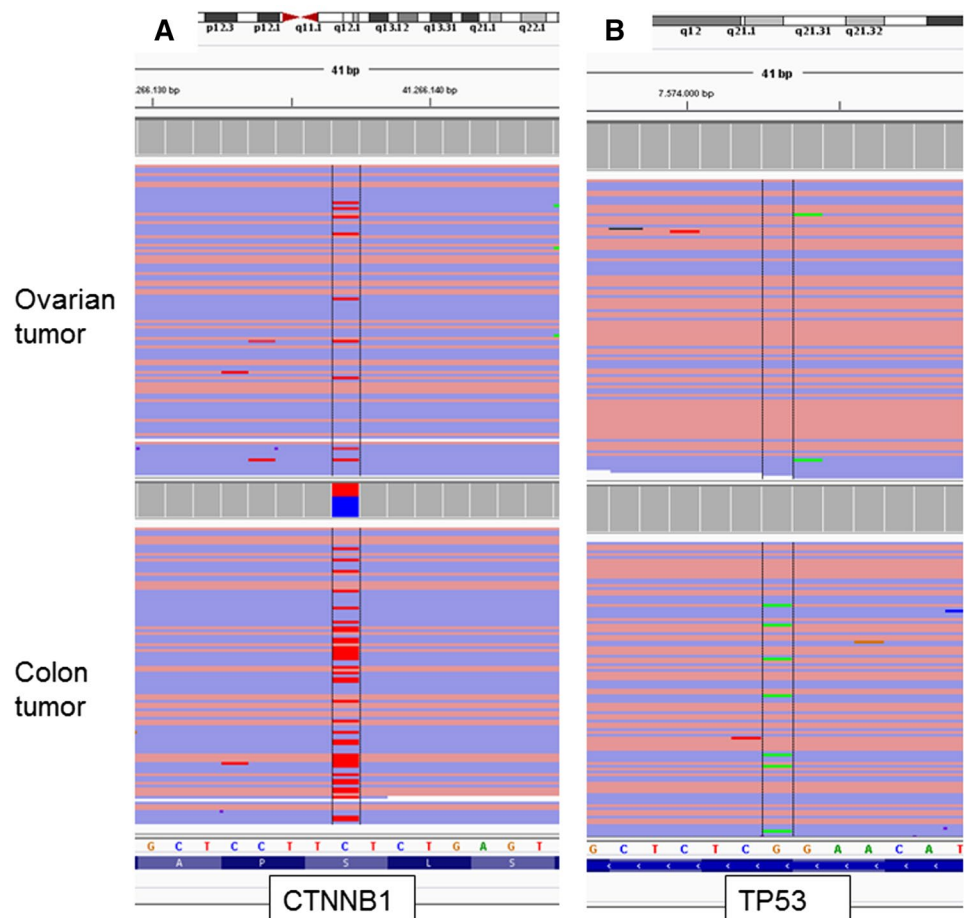 A
p12.3 p12.1 q11.1 q12.1 q13.12 q13.31 q21.1 q22.1
41 bp
.266.130 bp 41.266.140 bp
B
q12 q21.1 q21.31 q21.32
41 bp
7.574.000 bp
Ovarian
tumor
Colon
tumor
G C T C C T T C T C T G A G T
A P S L S
CTNNB1
G C T C T C G G A A C A T
< < < < < < < < < < < <
TP53